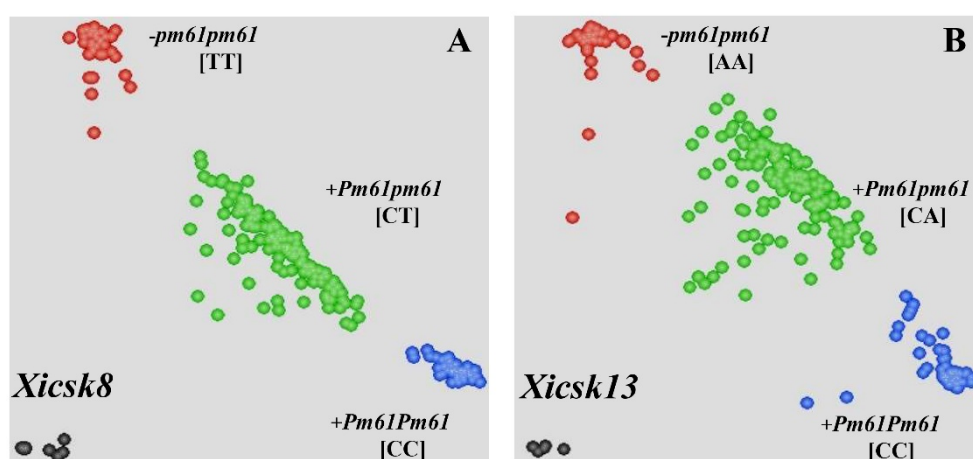 -pm61pm61
[TT]
A
+Pm61pm61
[CT]
Xicsk8
+Pm61Pm61
[CC]
-pm61pm61
[AA]
B
+Pm61pm61
[CA]
Xicsk13
+Pm61Pm61
[CC]